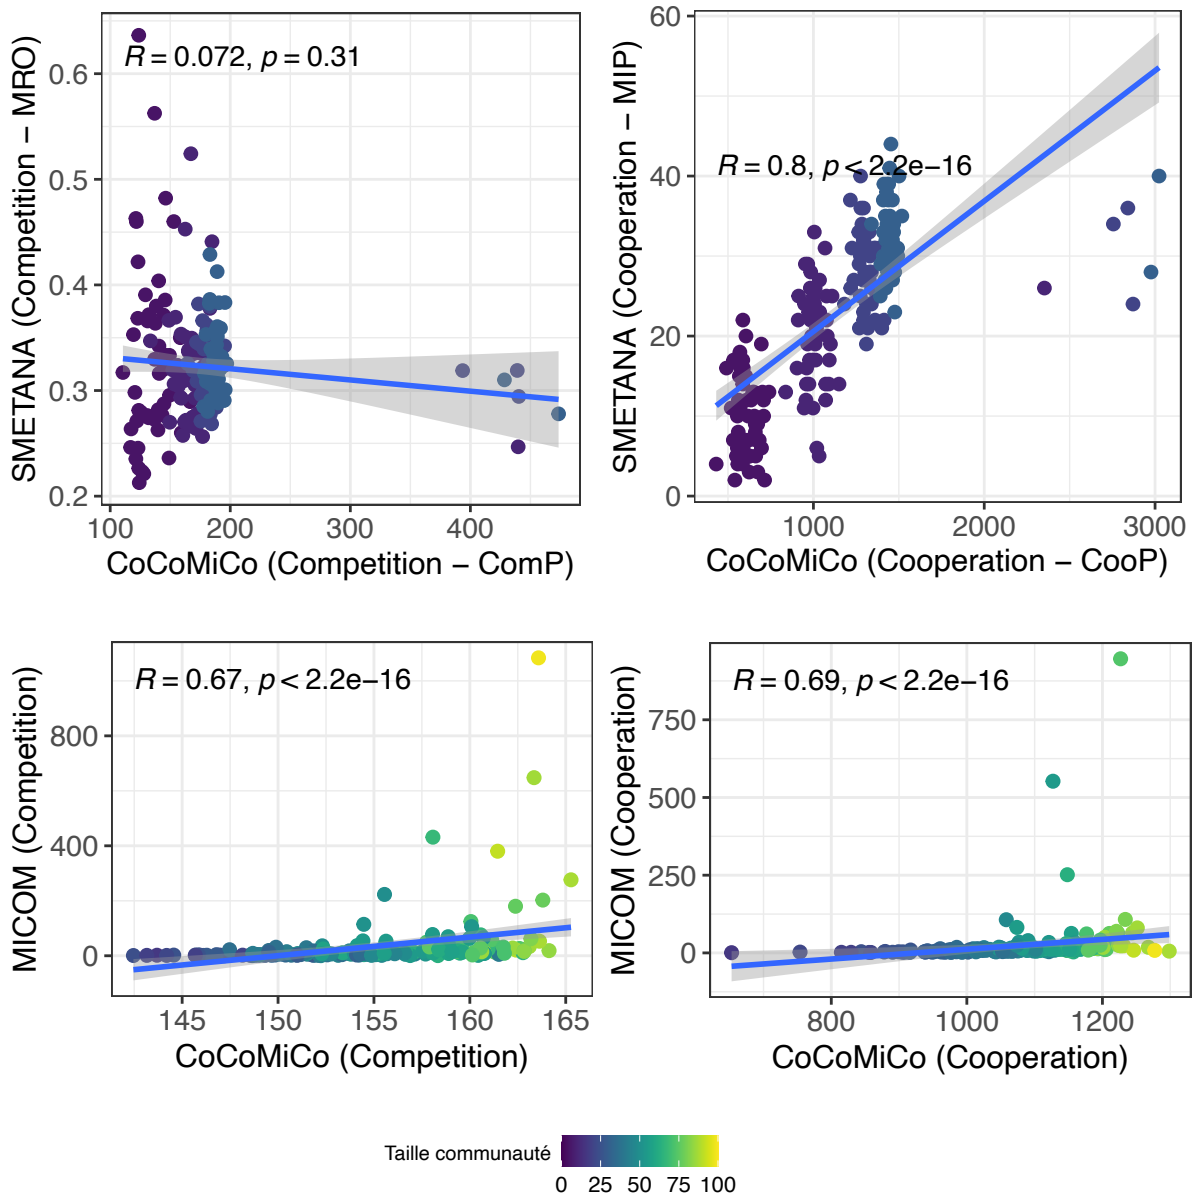 R = 0.072, p = 0.31
SMETANA (Competition − MRO)
0.6
0.5
0.4
0.3
0.2
100 200 300 400
CoCoMiCo (Competition − ComP)
R = 0.8, p < 2.2e−16
SMETANA (Cooperation − MIP)
60
40
20
0
1000 2000 3000
CoCoMiCo (Cooperation − CooP)
R = 0.67, p < 2.2e−16
MICOM (Competition)
800
400
0
145 150 155 160 165
CoCoMiCo (Competition)
R = 0.69, p < 2.2e−16
MICOM (Cooperation)
750
500
250
0
800 1000 1200
CoCoMiCo (Cooperation)
Taille communauté
0 25 50 75 100